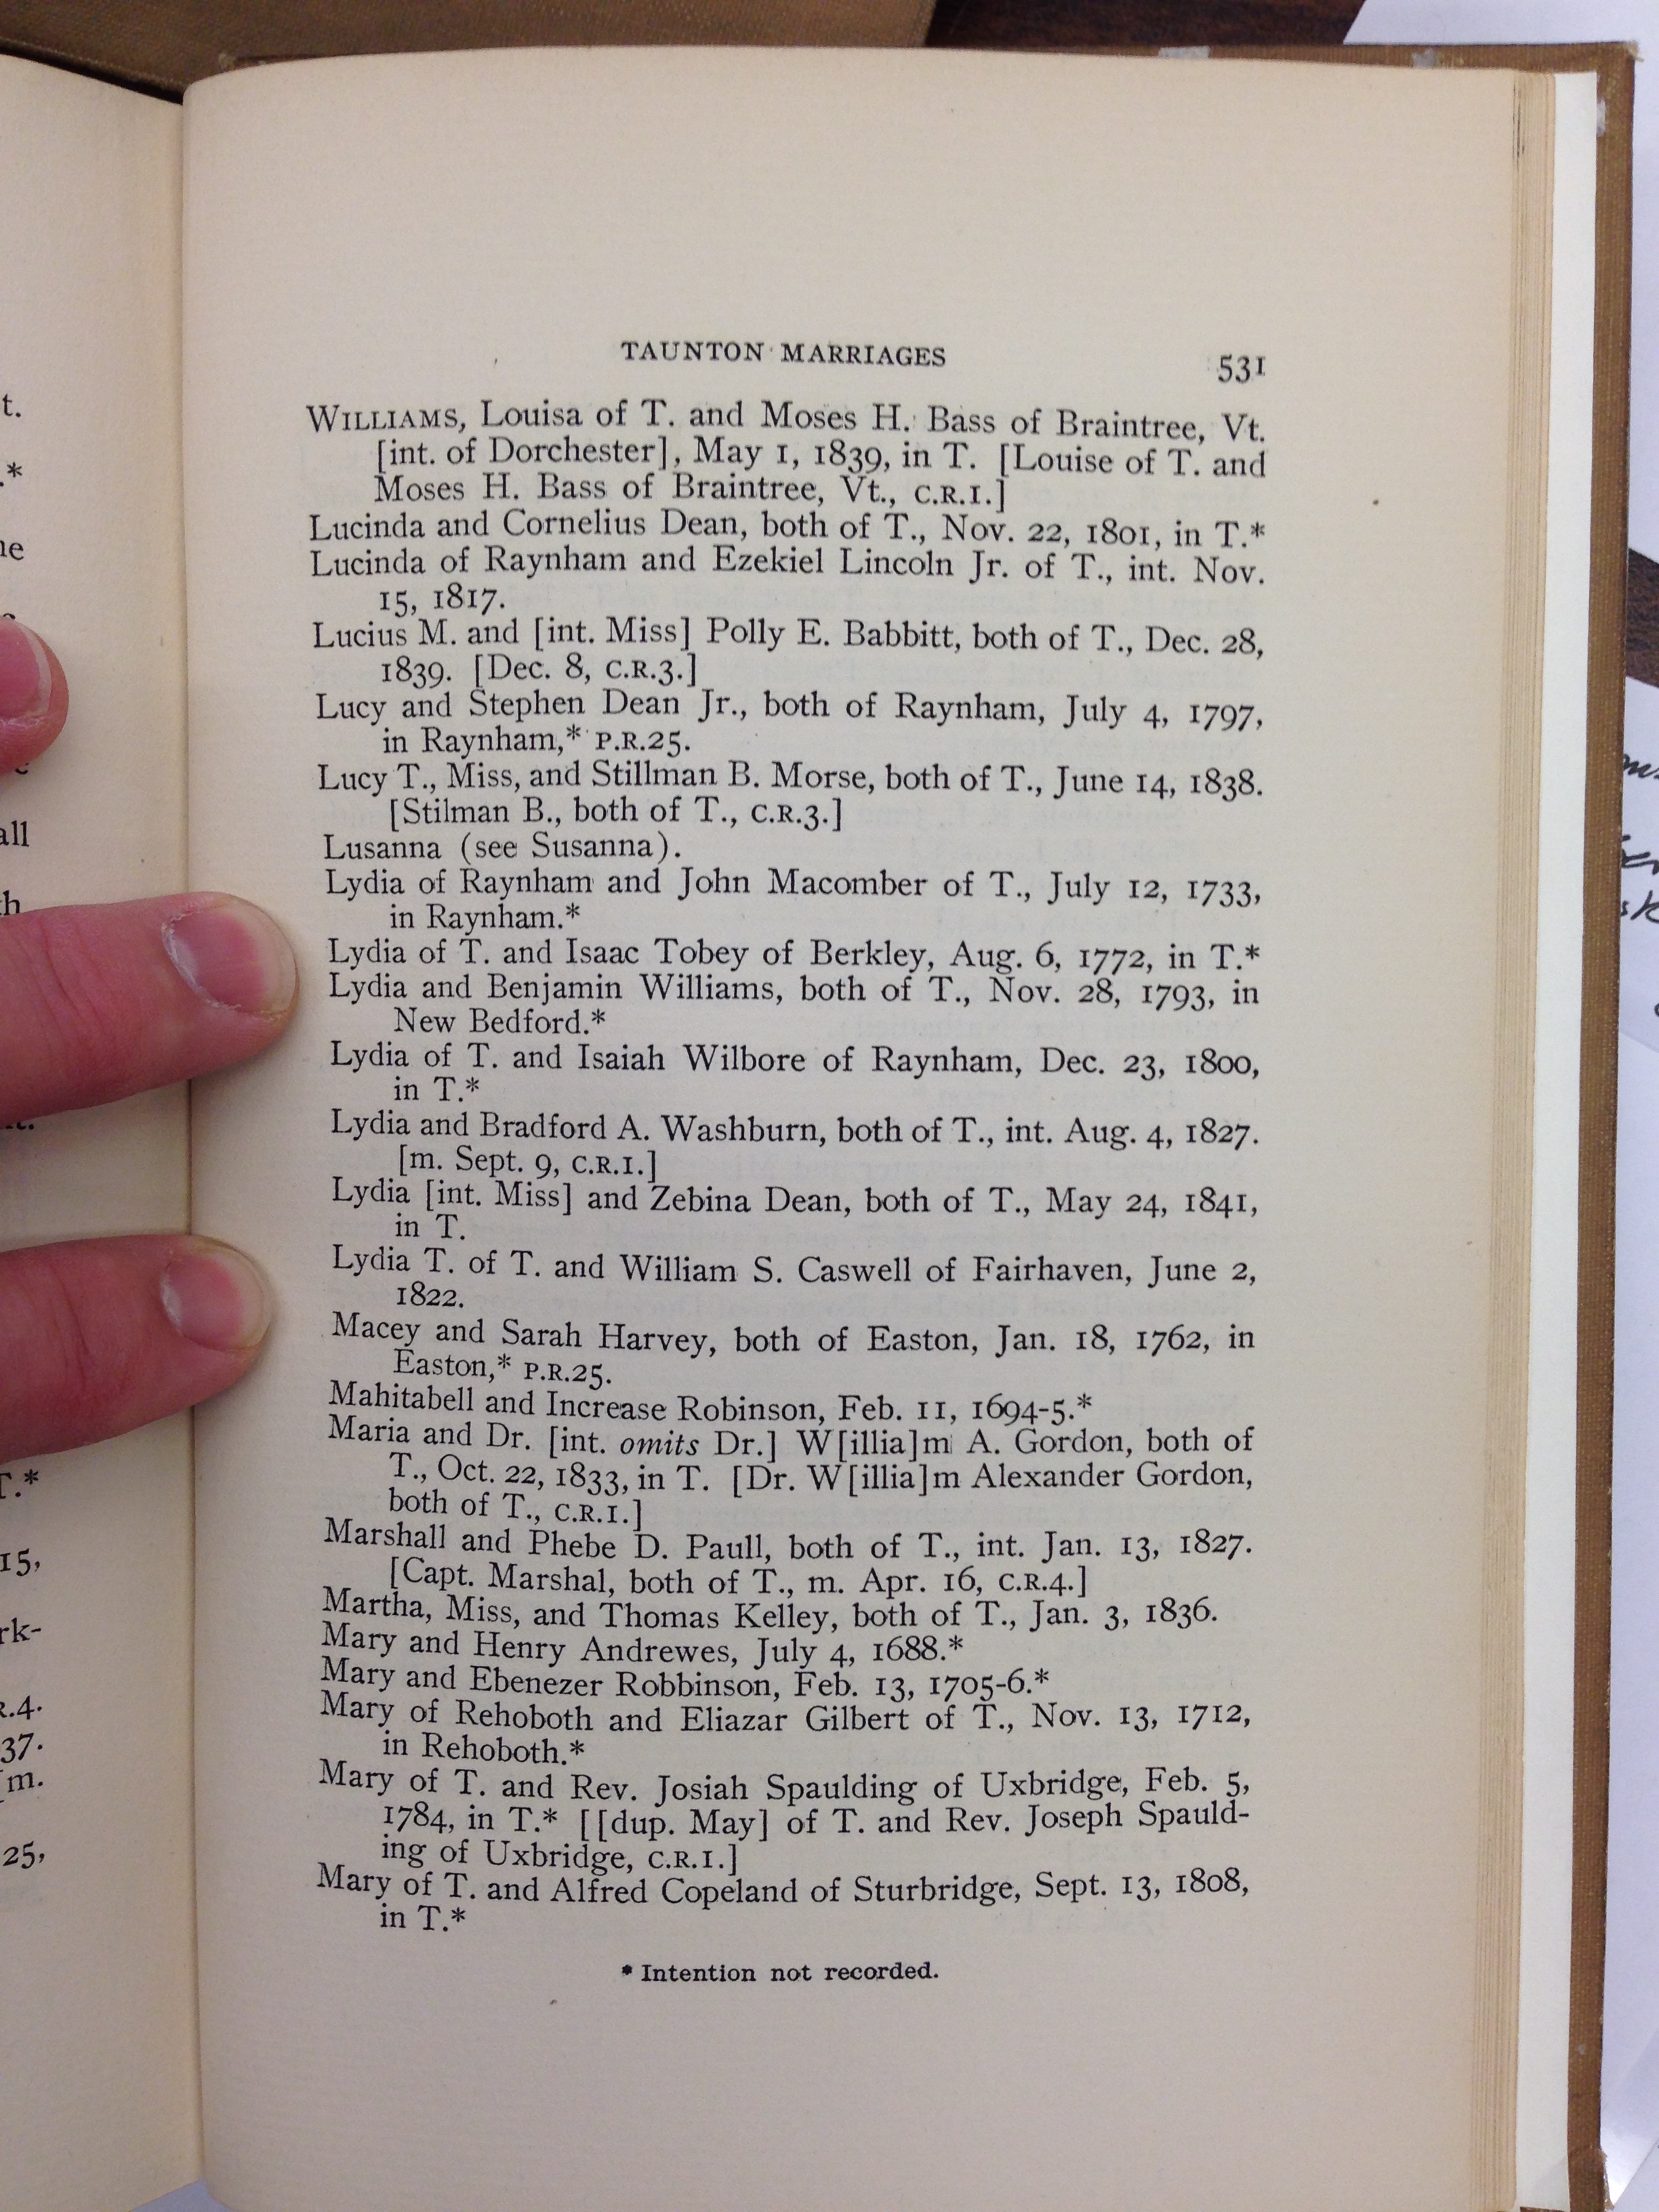 TAUNTON MARRIAGES 531
WILLIAMS, Louisa of T. and Moses H. Bass of Braintree, Vt.
[int. of Dorchester], May 1, 1839, in T. [Louise of T. and
Moses H. Bass of Braintree, Vt., C.R.1.]
Lucinda and Cornelius Dean, both of T., Nov. 22, 1801, in T.*
Lucinda of Raynham and Ezekiel Lincoln Jr. of T., int. Nov.
15, 1817.
Lucius M. and [int. Miss] Polly E. Babbitt, both of T., Dec. 28,
1839. [Dec. 8, C.R.3.]
Lucy and Stephen Dean Jr., both of Raynham, July 4, 1797,
in Raynham,* P.R.25.
Lucy T., Miss, and Stillman B. Morse, both of T., June 14, 1838.
[Stilman B., both of T., C.R.3.]
Lusanna (see Susanna).
Lydia of Raynham and John Macomber of T., July 12, 1733,
in Raynham.*
Lydia of T. and Isaac Tobey of Berkley, Aug. 6, 1772, in T.*
Lydia and Benjamin Williams, both of T., Nov. 28, 1793, in
New Bedford.*
Lydia of T. and Isaiah Wilbore of Raynham, Dec. 23, 1800,
in T.*
Lydia and Bradford A. Washburn, both of T., int. Aug. 4, 1827.
[m. Sept. 9, C.R.1.]
Lydia [int. Miss] and Zebina Dean, both of T., May 24, 1841,
in T.
Lydia T. of T. and William S. Caswell of Fairhaven, June 2,
1822.
Macey and Sarah Harvey, both of Easton, Jan. 18, 1762, in
Easton,* P.R.25.
Mahitabell and Increase Robinson, Feb. 11, 1694-5.*
Maria and Dr. [int. omits Dr.] W[illia]m A. Gordon, both of
T., Oct. 22, 1833, in T. [Dr. W[illia]m Alexander Gordon,
both of T., C.R.1.]
Marshall and Phebe D. Paull, both of T., int. Jan. 13, 1827.
[Capt. Marshal, both of T., m. Apr. 16, C.R.4.]
Martha, Miss, and Thomas Kelley, both of T., Jan. 3, 1836.
Mary and Henry Andrewes, July 4, 1688.*
Mary and Ebenezer Robbinson, Feb. 13, 1705-6.*
Mary of Rehoboth and Eliazar Gilbert of T., Nov. 13, 1712,
in Rehoboth.*
Mary of T. and Rev. Josiah Spaulding of Uxbridge, Feb. 5,
1784, in T.* [[dup. May] of T. and Rev. Joseph Spauld-
ing of Uxbridge, C.R.1.]
Mary of T. and Alfred Copeland of Sturbridge, Sept. 13, 1808,
in T.*
* Intention not recorded.